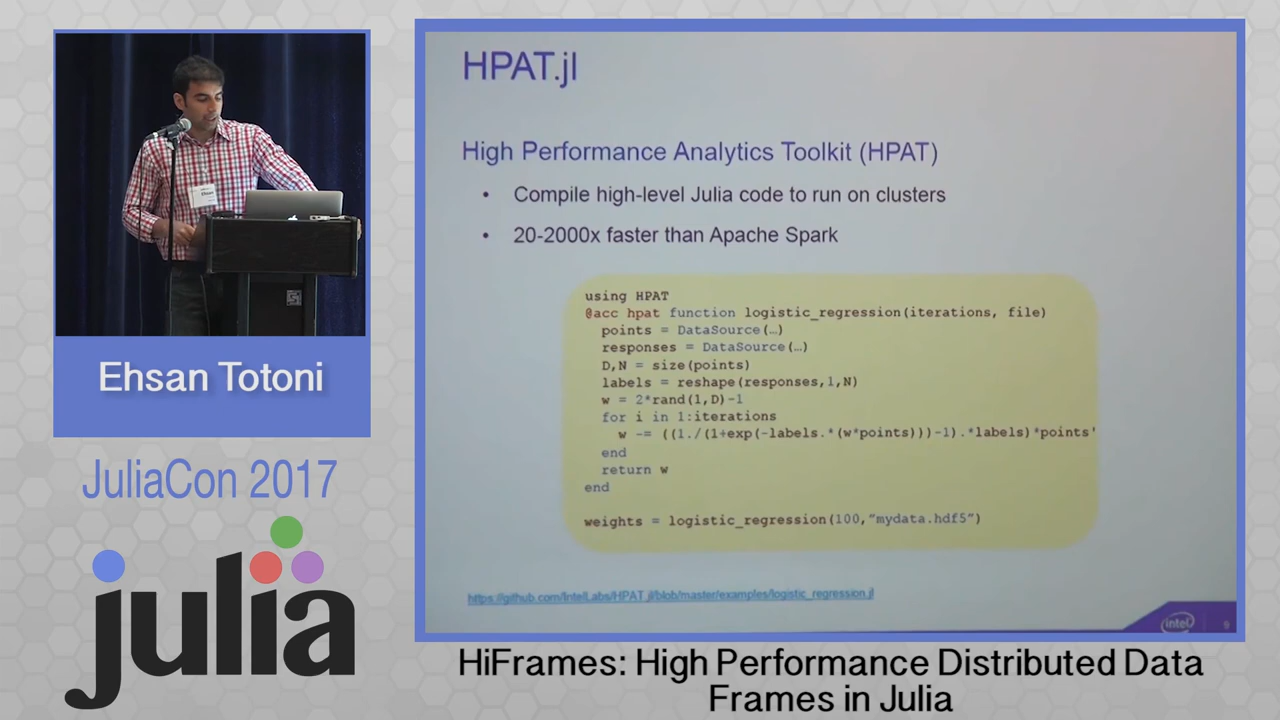 Ehsan Totoni
JuliaCon 2017
julia
HPAT.jl
High Performance Analytics Toolkit (HPAT)
• Compile high-level Julia code to run on clusters
• 20-2000x faster than Apache Spark
using HPAT
@acc hpat function logistic_regression(iterations, file)
points = DataSource(…)
responses = DataSource(…)
D,N = size(points)
labels = reshape(responses,1,N)
w = 2*rand(1,D)-1
for i in 1:iterations
w -= ((1./(1+exp(-labels.*(w*points)))-1).*labels)*points'
end
return w
end
weights = logistic_regression(100,"mydata.hdf5")
https://github.com/IntelLabs/HPAT.jl/blob/master/examples/logistic_regression.jl
intel
9
HiFrames: High Performance Distributed Data
Frames in Julia